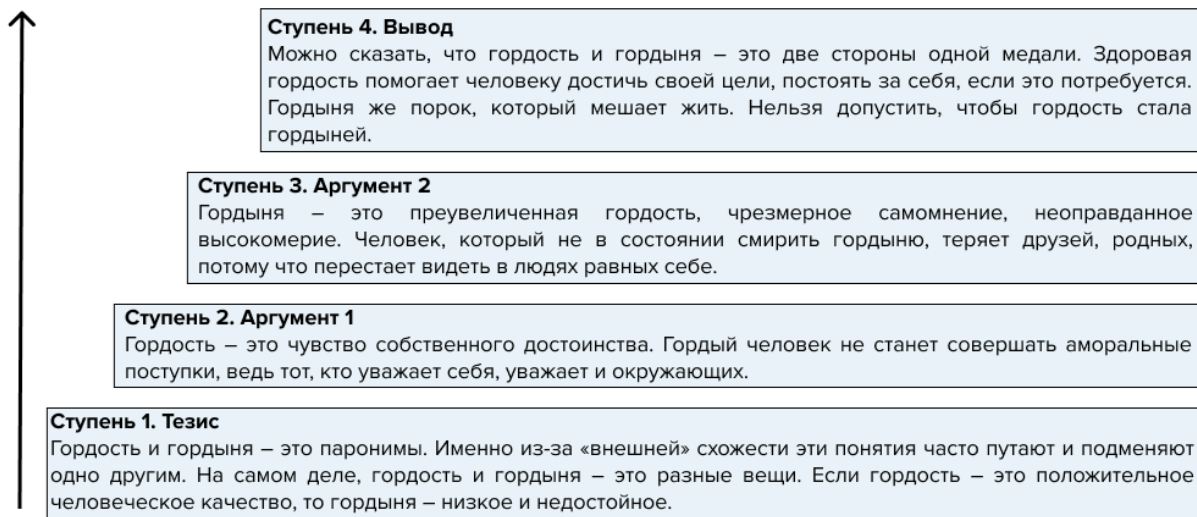 Ступень 4. Вывод
Можно сказать, что гордость и гордыня – это две стороны одной медали. Здоровая
гордость помогает человеку достичь своей цели, постоять за себя, если это потребуется.
Гордыня же порок, который мешает жить. Нельзя допустить, чтобы гордость стала
гордыней.
Ступень 3. Аргумент 2
Гордыня – это преувеличенная гордость, чрезмерное самомнение, неоправданное
высокомерие. Человек, который не в состоянии смирить гордыню, теряет друзей, родных,
потому что перестает видеть в людях равных себе.
Ступень 2. Аргумент 1
Гордость – это чувство собственного достоинства. Гордый человек не станет совершать аморальные
поступки, ведь тот, кто уважает себя, уважает и окружающих.
Ступень 1. Тезис
Гордость и гордыня – это паронимы. Именно из-за «внешней» схожести эти понятия часто путают и подменяют
одно другим. На самом деле, гордость и гордыня – это разные вещи. Если гордость – это положительное
человеческое качество, то гордыня – низкое и недостойное.